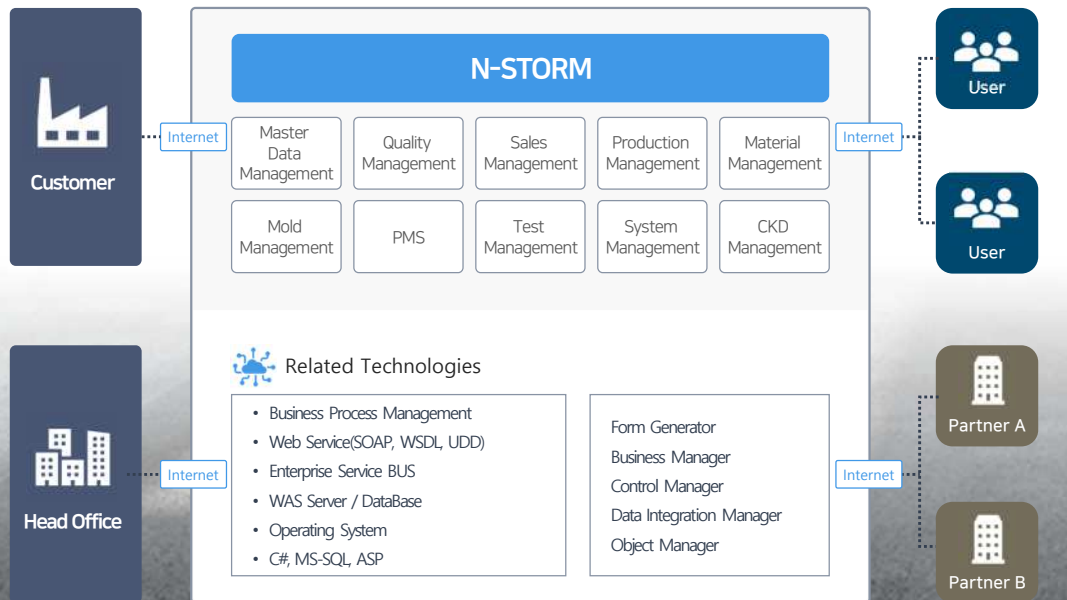 N-STORM
Customer
Internet
Master
Data
Management
Quality
Management
Sales
Management
Production
Management
Material
Management
Mold
Management
PMS
Test
Management
System
Management
CKD
Management
Internet
User
User
Head Office
Internet
Related Technologies
• Business Process Management
• Web Service(SOAP, WSDL, UDD)
• Enterprise Service BUS
• WAS Server / DataBase
• Operating System
• C#, MS-SQL, ASP
Form Generator
Business Manager
Control Manager
Data Integration Manager
Object Manager
Internet
Partner A
Partner B